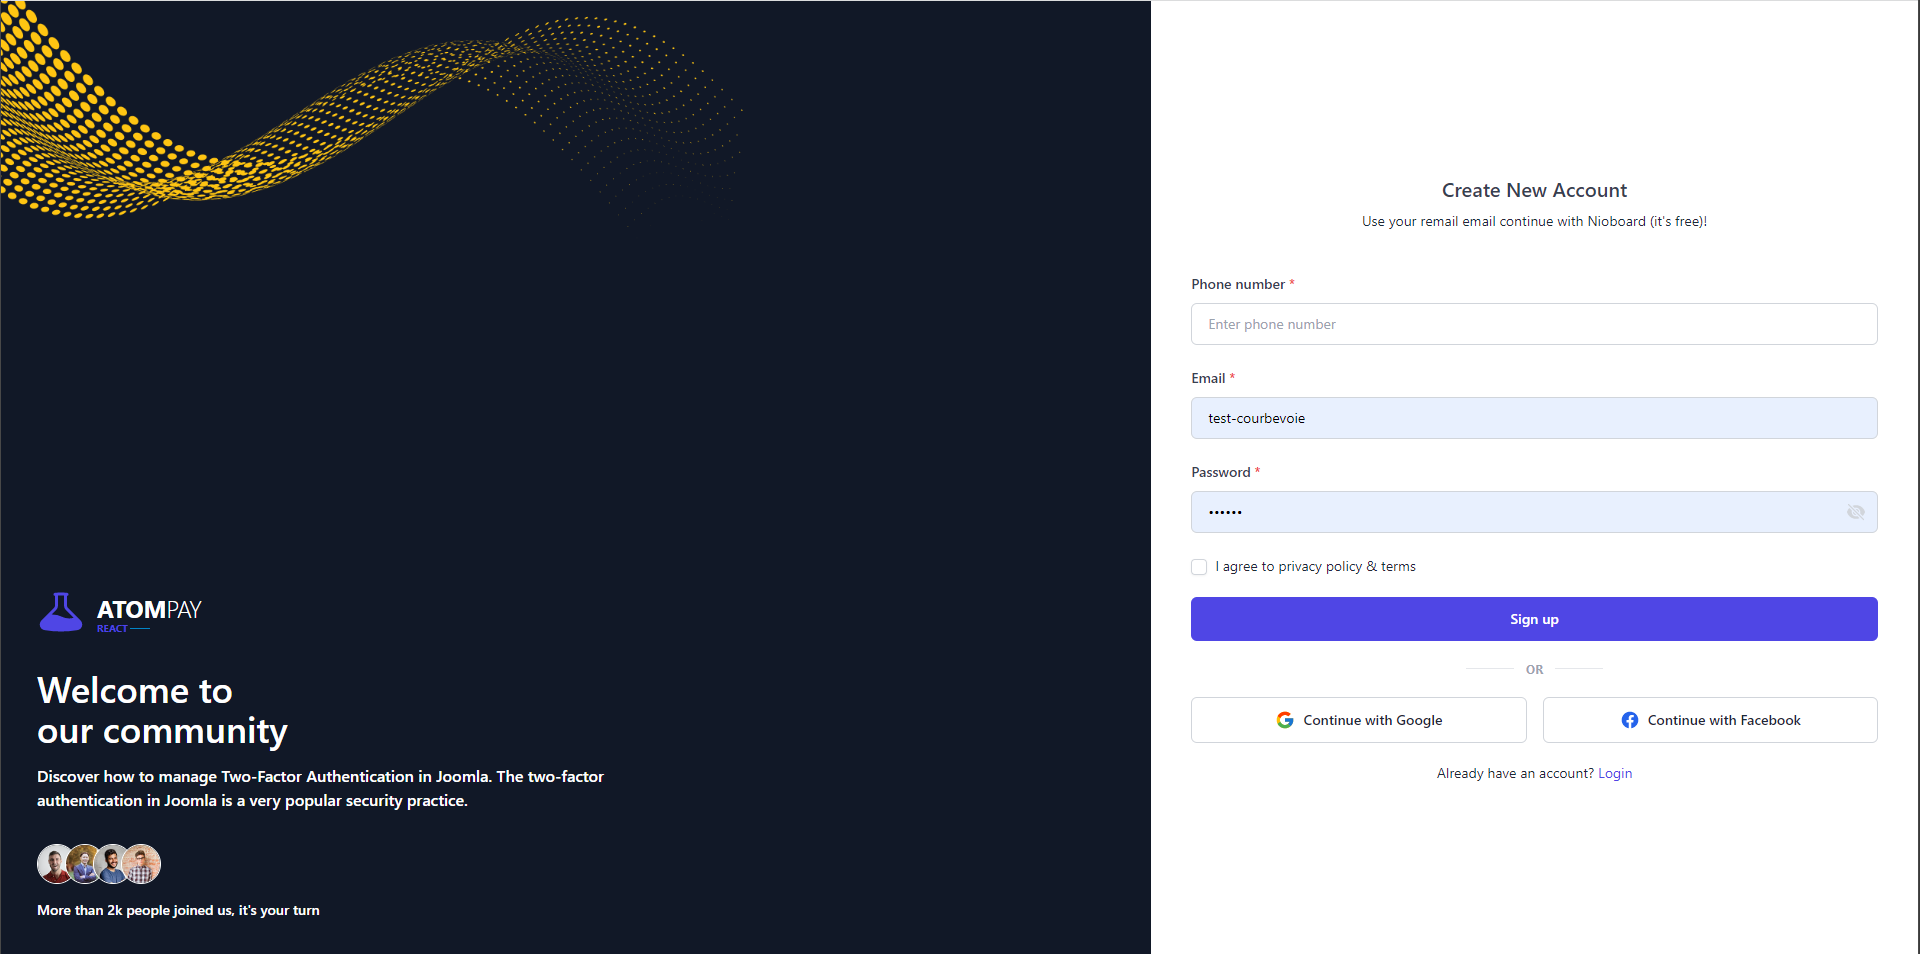 ATOMPAY
REACT
Welcome to
our community
Discover how to manage Two-Factor Authentication in Joomla. The two-factor
authentication in Joomla is a very popular security practice.
More than 2k people joined us, it's your turn
Create New Account
Use your remail email continue with Nioboard (it's free)!
Phone number *
Enter phone number
Email *
test-courbevoie
Password *
••••••
I agree to privacy policy & terms
Sign up
OR
Continue with Google
Continue with Facebook
Already have an account? Login